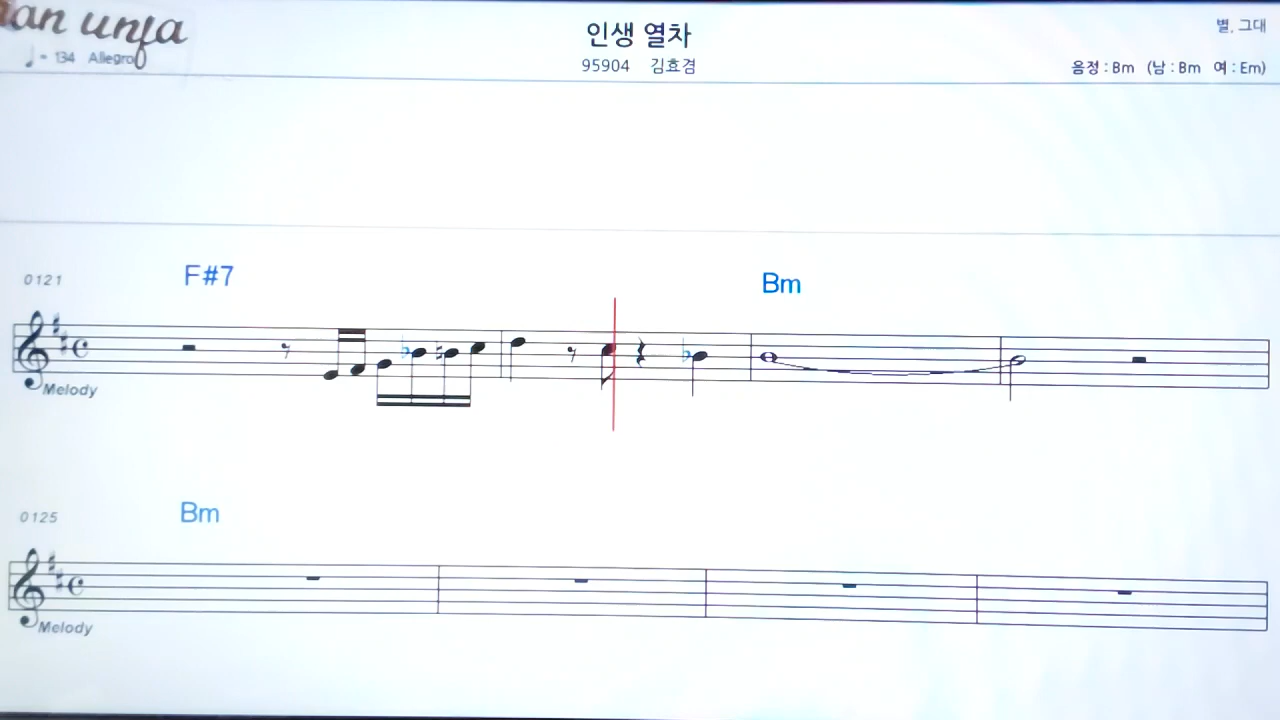 인생 열차
별, 그대
♩ = 134 Allegro
95904 김효겸
음정 : Bm (남 : Bm 여 : Em)
0121
F#7
Bm
Melody
0125
Bm
Melody